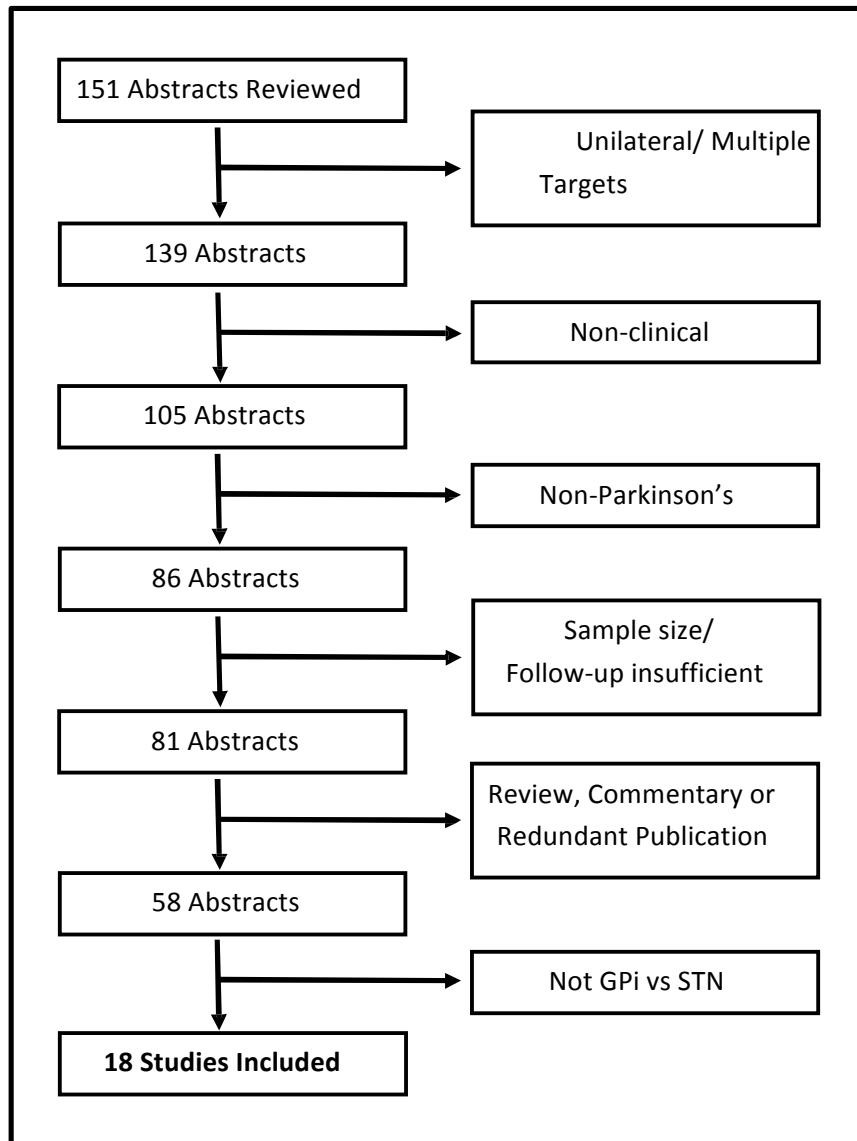 151 Abstracts Reviewed
Unilateral/ Multiple
Targets
139 Abstracts
Non-clinical
105 Abstracts
Non-Parkinson’s
86 Abstracts
Sample size/
Follow-up insufficient
81 Abstracts
Review, Commentary or
Redundant Publication
58 Abstracts
Not GPi vs STN
18 Studies Included